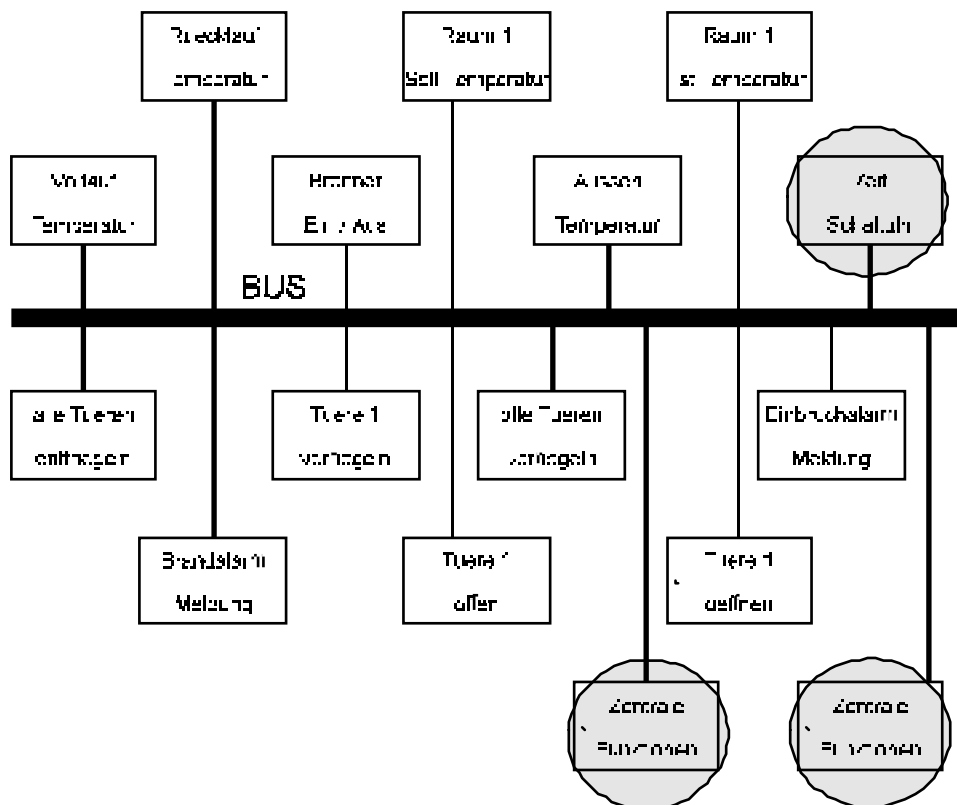 Ruecklauf
Temperatur
Raum 1
Soll Temperatur
Raum 1
Ist Temperatur
Vorlauf
Temperatur
Brenner
Ein / Aus
Aussen
Temperatur
Zeit
Schaltuhr
BUS
alle Tueren
entriegeln
Tuere 1
verriegeln
alle Tueren
verriegeln
Einbruchalarm
Meldung
Brandalarm
Meldung
Tuere 1
offen
Tuere 1
oeffnen
Zentrale
Funktionen
Zentrale
Funktionen